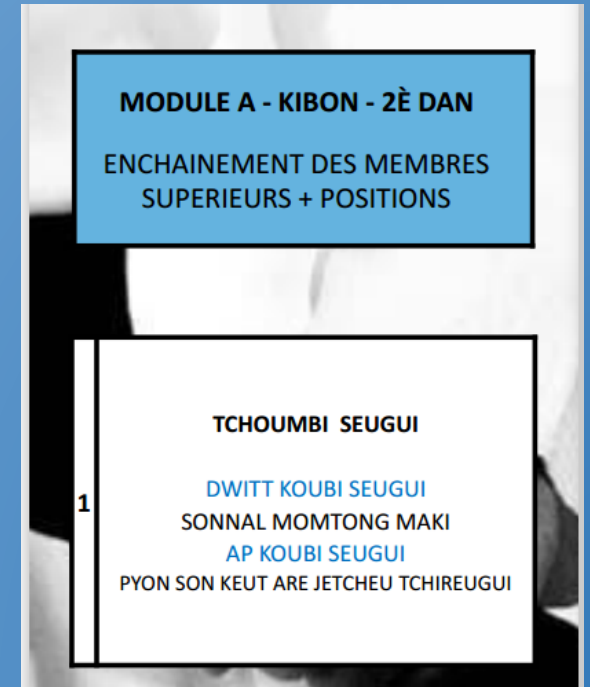 MODULE A - KIBON - 2È DAN
ENCHAINEMENT DES MEMBRES
SUPERIEURS + POSITIONS
1
TCHOUMBI SEUGUI
DWITT KOUBI SEUGUI
SONNAL MOMTONG MAKI
AP KOUBI SEUGUI
PYON SON KEUT ARE JETCHEU TCHIREUGUI